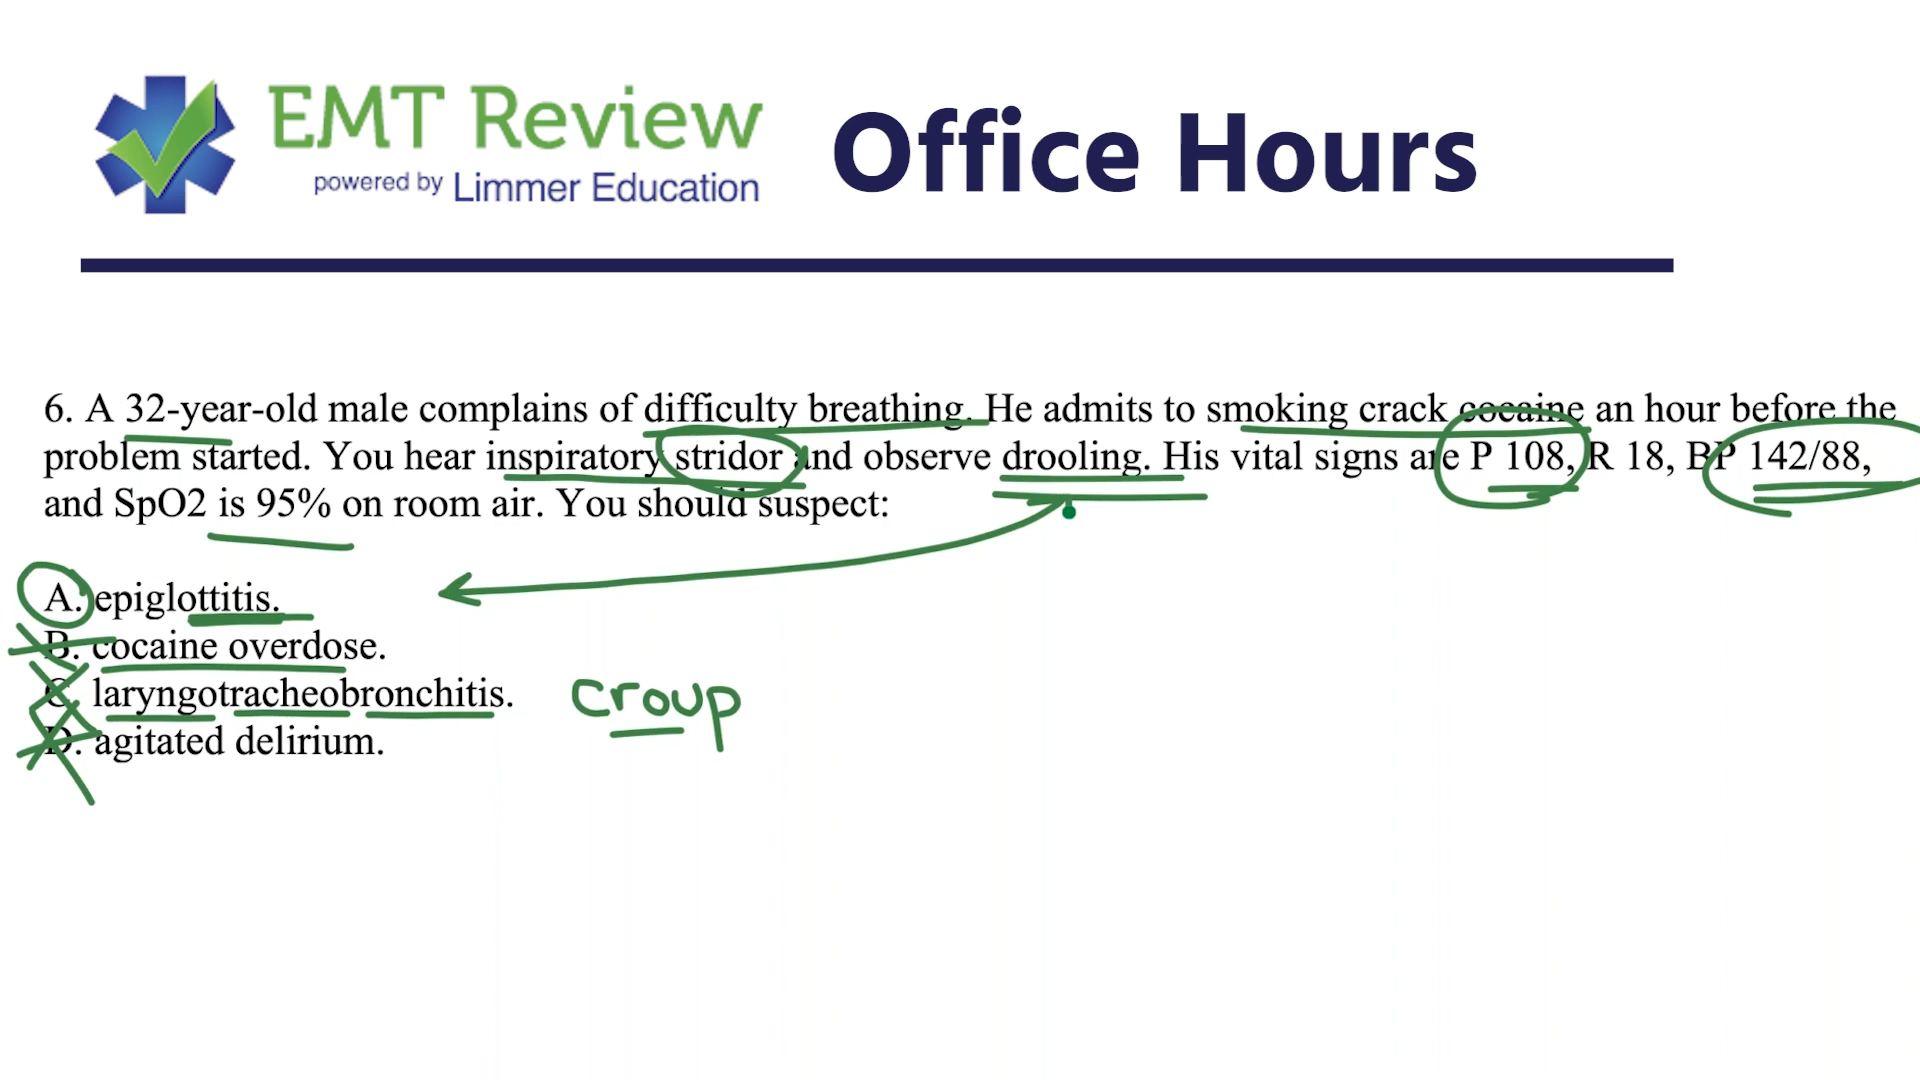 EMT Review
powered by Limmer Education
Office Hours
6. A 32-year-old male complains of difficulty breathing. He admits to smoking crack cocaine an hour before the
problem started. You hear inspiratory stridor and observe drooling. His vital signs are P 108, R 18, BP 142/88,
and SpO2 is 95% on room air. You should suspect:
A. epiglottitis.
B. cocaine overdose.
C. laryngotracheobronchitis. croup
D. agitated delirium.